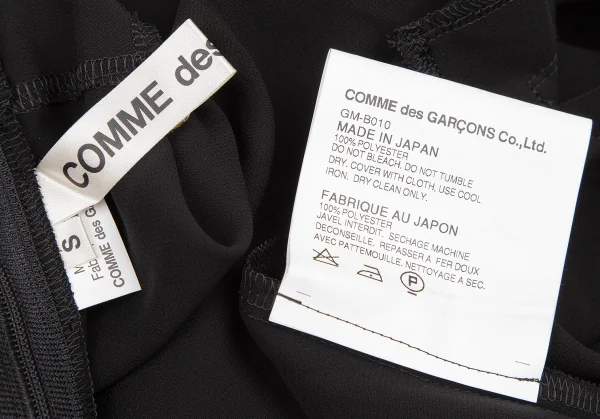 COMME des
S
M
Fab
COMME des G
COMME des GARÇONS Co.,Ltd.
GM-B010
MADE IN JAPAN
100% POLYESTER
DO NOT BLEACH. DO NOT TUMBLE
DRY. COVER WITH CLOTH. USE COOL
IRON. DRY CLEAN ONLY.
FABRIQUE AU JAPON
100% POLYESTER
JAVEL INTERDIT. SECHAGE MACHINE
DECONSEILLE. REPASSER A FER DOUX
AVEC PATTEMOUILLE. NETTOYAGE A SEC.
P